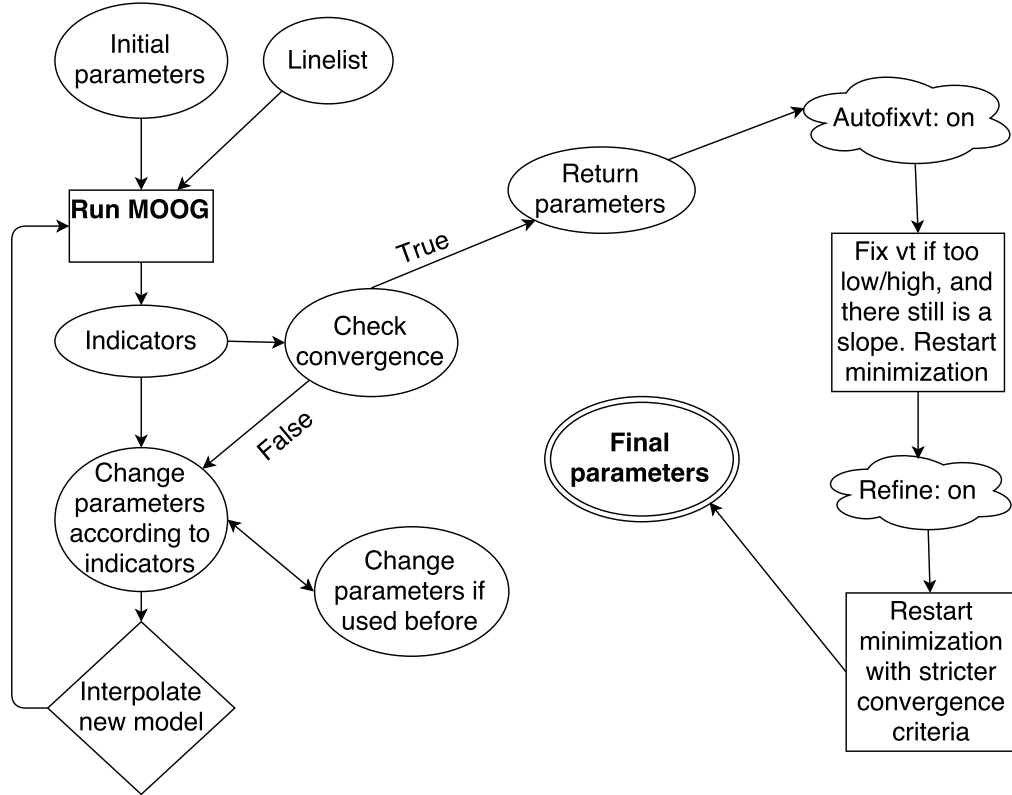 Initial
parameters
Linelist
Run MOOG
Indicators
Check
convergence
True
False
Return
parameters
Autofixvt: on
Fix vt if too
low/high, and
there still is a
slope. Restart
minimization
Refine: on
Restart
minimization
with stricter
convergence
criteria
Final
parameters
Change
parameters
according to
indicators
Change
parameters if
used before
Interpolate
new model